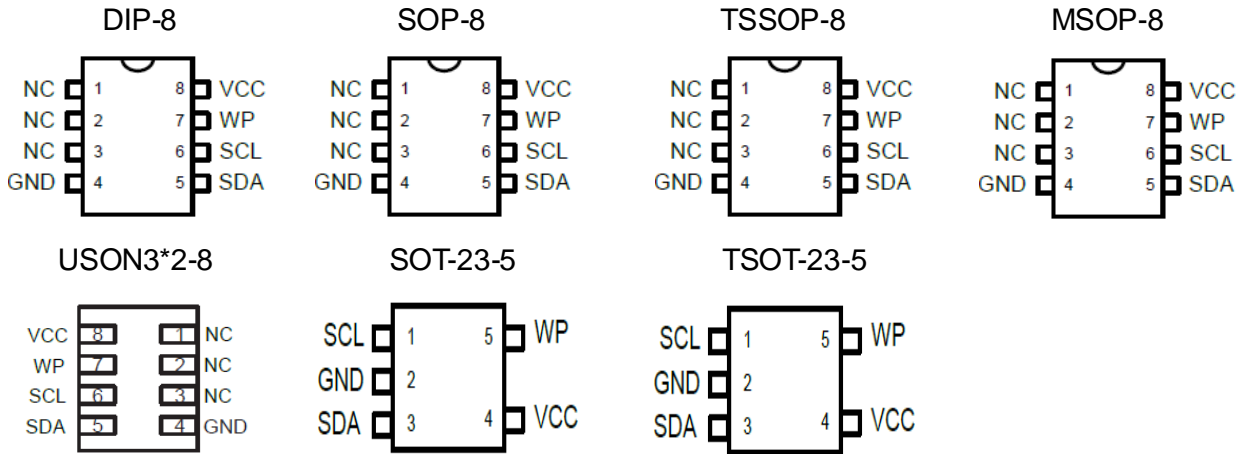 DIP-8 SOP-8 TSSOP-8 MSOP-8
NC 1 8 VCC NC 1 8 VCC NC 1 8 VCC NC 1 8 VCC
NC 2 7 WP NC 2 7 WP NC 2 7 WP NC 2 7 WP
NC 3 6 SCL NC 3 6 SCL NC 3 6 SCL NC 3 6 SCL
GND 4 5 SDA GND 4 5 SDA GND 4 5 SDA GND 4 5 SDA
USON3*2-8 SOT-23-5 TSOT-23-5
VCC 8 1 NC SCL 1 5 WP SCL 1 5 WP
WP 7 2 NC GND 2 GND 2
SCL 6 3 NC SDA 3 4 VCC SDA 3 4 VCC
SDA 5 4 GND